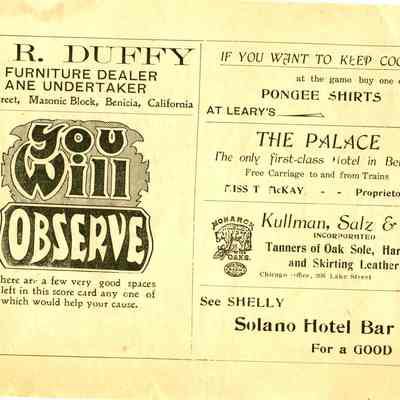 R. DUFFY
FURNITURE DEALER
ANE UNDERTAKER
reet, Masonic Block, Benicia, California
You
Will
OBSERVE
here are a few very good spaces
left in this score card any one of
which would help your cause.
IF YOU WANT TO KEEP COO
at the game buy one o
PONGEE SHIRTS
AT LEARY'S
THE PALACE
The only first-class Hotel in Be
Free Carriage to and from Trains
MISS T McKAY, - - Proprieto
MONARCH
OAKS.
Kullman, Salz &
INCORPORATED
Tanners of Oak Sole, Har
and Skirting Leather
Chicago Office, 206 Lake Street
See SHELLY
Solano Hotel Bar
For a GOOD